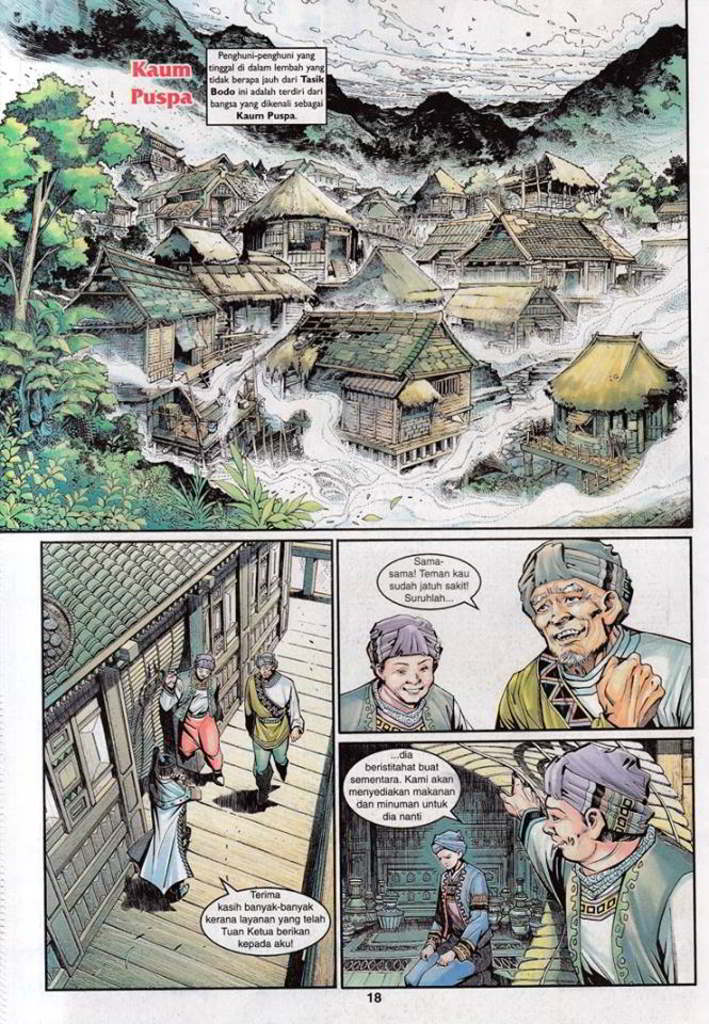 Kaum
Puspa
Penghuni-penghuni yang
tinggal di dalam lembah yang
tidak berapa jauh dari Tasik
Bodo ini adalah terdiri dari
bangsa yang dikenali sebagai
Kaum Puspa.
Terima
kasih banyak-banyak
kerana layanan yang telah
Tuan Ketua berikan
kepada aku!
Sama-
sama! Teman kau
sudah jatuh sakit!
Suruhlah...
...dia
beristitahat buat
sementara. Kami akan
menyediakan makanan
dan minuman untuk
dia nanti
18